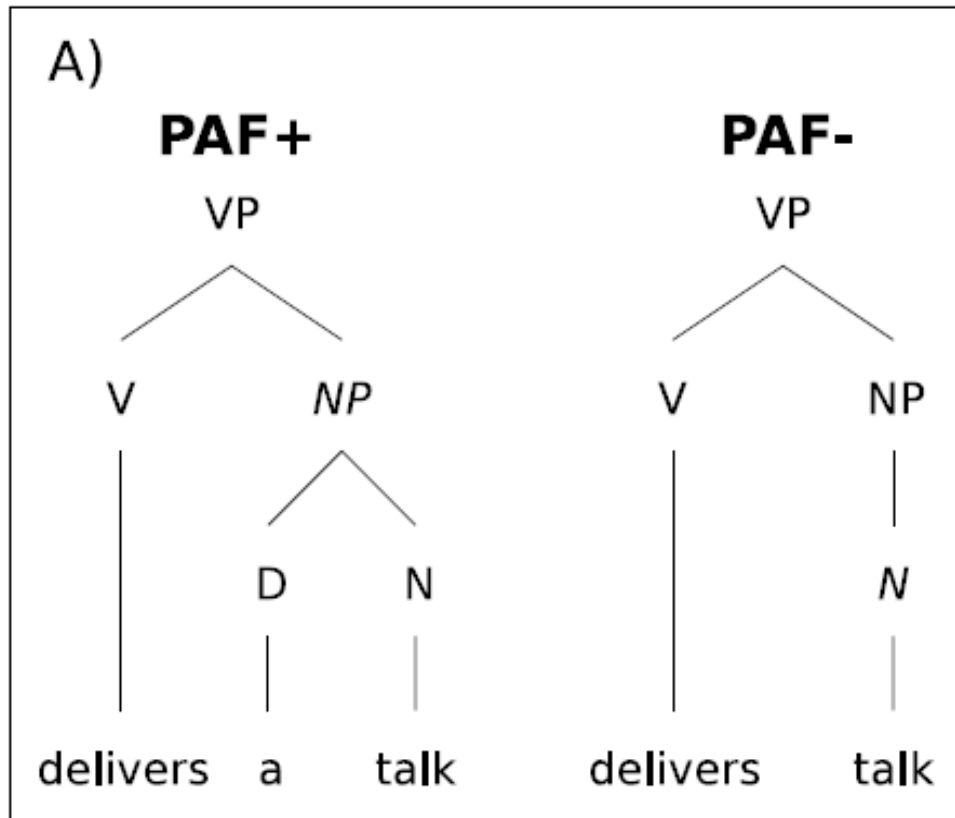 A)
PAF+ PAF-
VP VP
V NP V NP
D N N
delivers a talk delivers talk